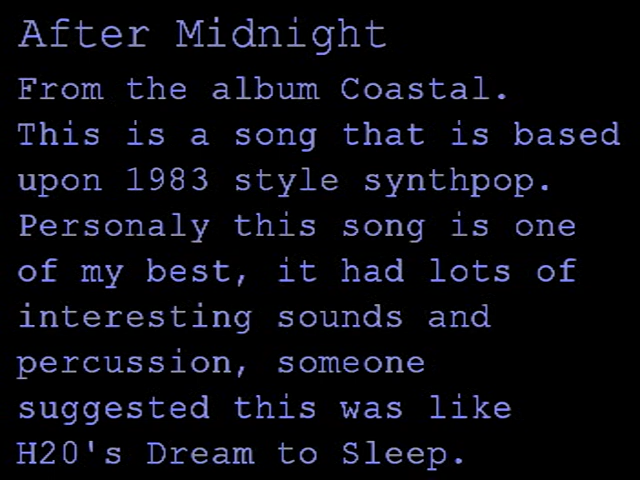 After Midnight
From the album Coastal.
This is a song that is based
upon 1983 style synthpop.
Personaly this song is one
of my best, it had lots of
interesting sounds and
percussion, someone
suggested this was like
H20's Dream to Sleep.